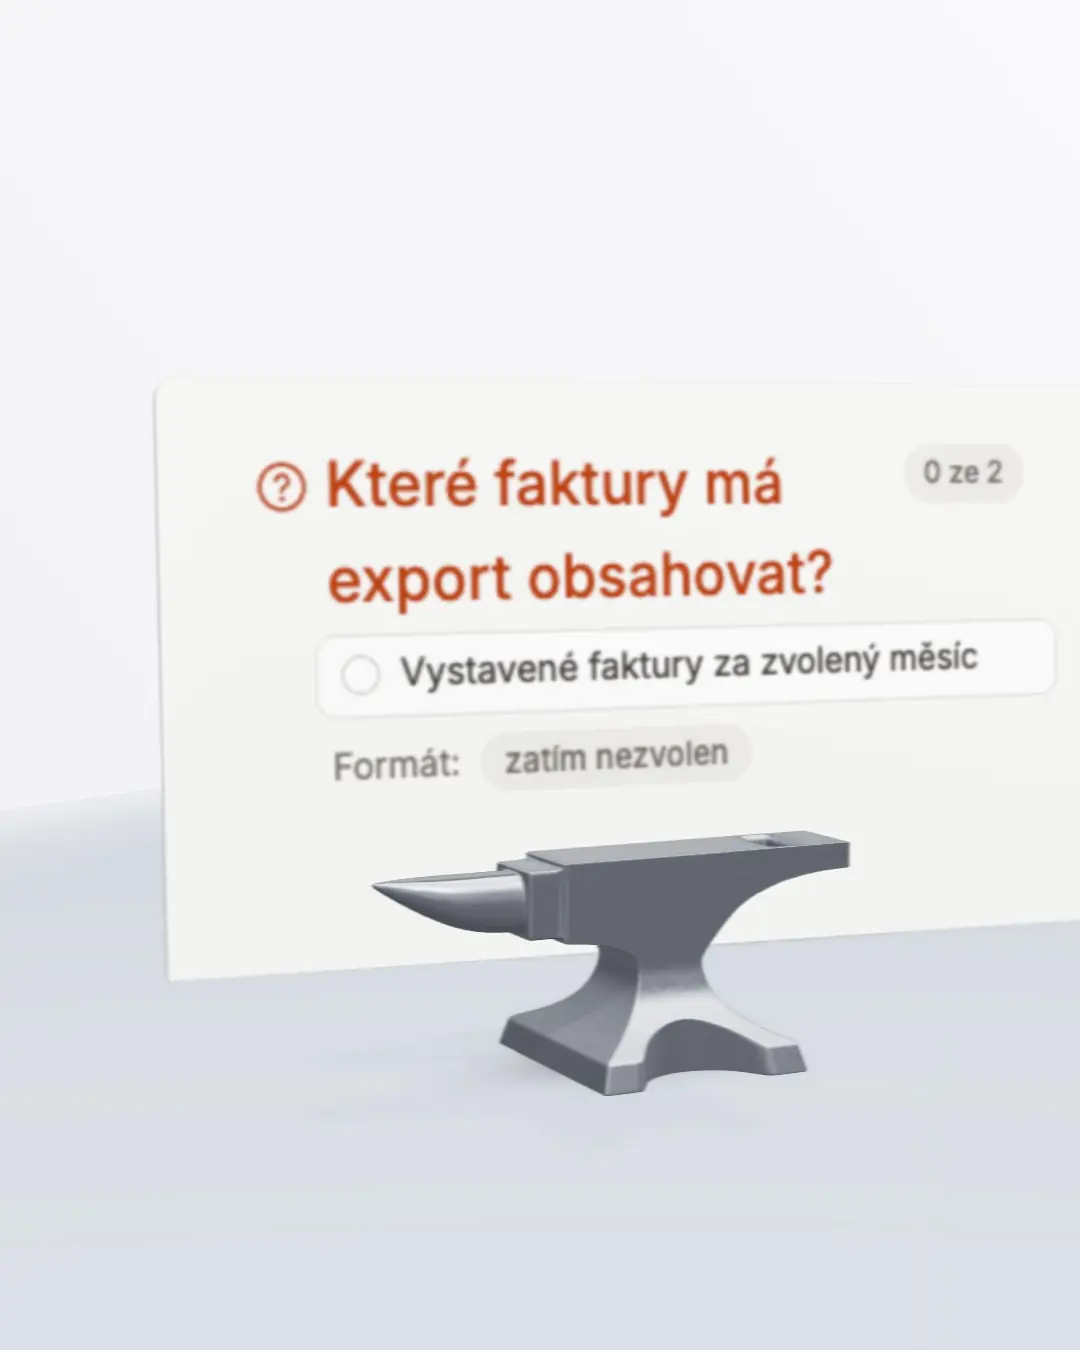 Které faktury má
0 ze 2
export obsahovat?
Vystavené faktury za zvolený měsíc
Formát: zatím nezvolen